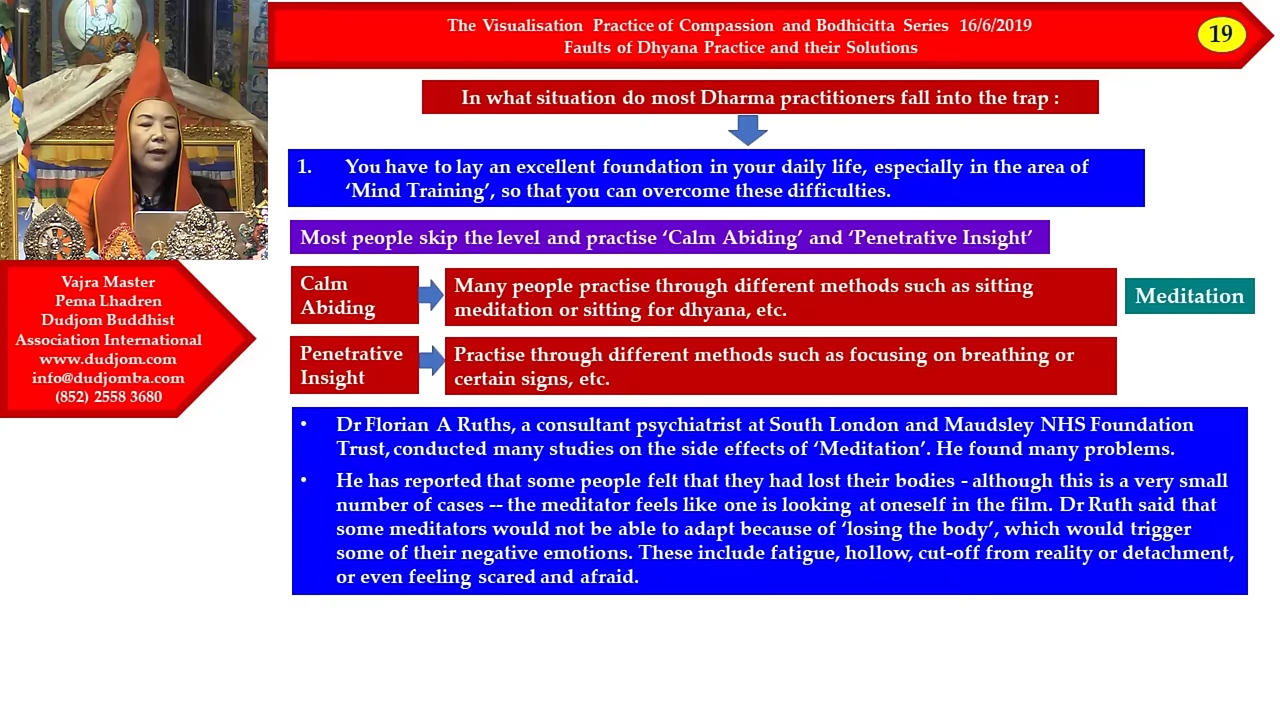 The Visualisation Practice of Compassion and Bodhicitta Series 16/6/2019
Faults of Dhyana Practice and their Solutions
19
In what situation do most Dharma practitioners fall into the trap :
1. You have to lay an excellent foundation in your daily life, especially in the area of
‘Mind Training’, so that you can overcome these difficulties.
Most people skip the level and practise ‘Calm Abiding’ and ‘Penetrative Insight’
Vajra Master
Pema Lhadren
Dudjom Buddhist
Association International
www.dudjom.com
info@dudjomba.com
(852) 2558 3680
Calm
Abiding
Many people practise through different methods such as sitting
meditation or sitting for dhyana, etc.
Meditation
Penetrative
Insight
Practise through different methods such as focusing on breathing or
certain signs, etc.
• Dr Florian A Ruths, a consultant psychiatrist at South London and Maudsley NHS Foundation
Trust, conducted many studies on the side effects of ‘Meditation’. He found many problems.
• He has reported that some people felt that they had lost their bodies - although this is a very small
number of cases -- the meditator feels like one is looking at oneself in the film. Dr Ruth said that
some meditators would not be able to adapt because of ‘losing the body’, which would trigger
some of their negative emotions. These include fatigue, hollow, cut-off from reality or detachment,
or even feeling scared and afraid.